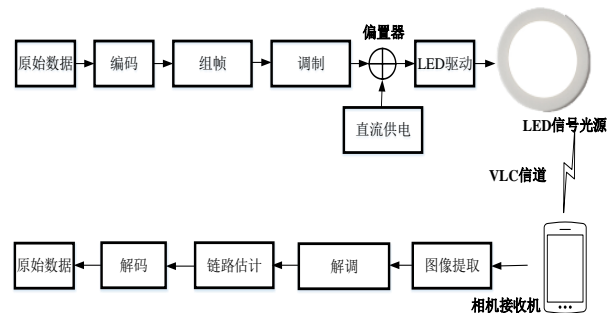 偏置器
原始数据
编码
组帧
调制
LED驱动
直流供电
LED信号光源
VLC信道
原始数据
解码
链路估计
解调
图像提取
相机接收机